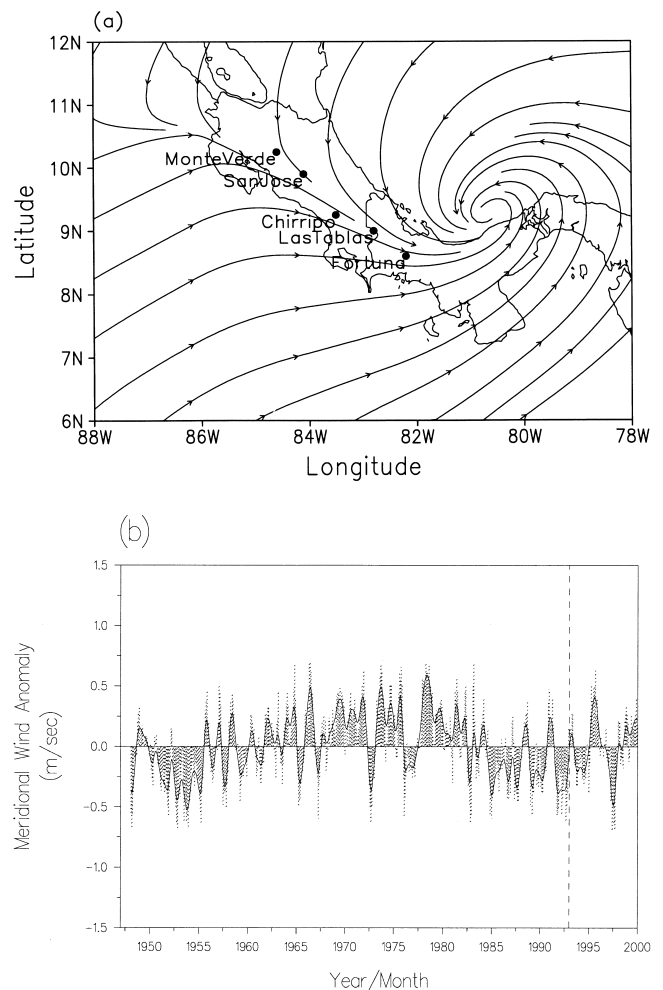 (a)
12N
11N
10N
9N
8N
7N
6N
Latitude
MonteVerde
SanJose
Chirripo
LasTablas
Fortuna
88W 86W 84W 82W 80W 78W
Longitude
(b)
1.5
1.0
0.5
0.0
-0.5
-1.0
-1.5
Meridional Wind Anomaly
(m/sec)
1950 1955 1960 1965 1970 1975 1980 1985 1990 1995 2000
Year/Month